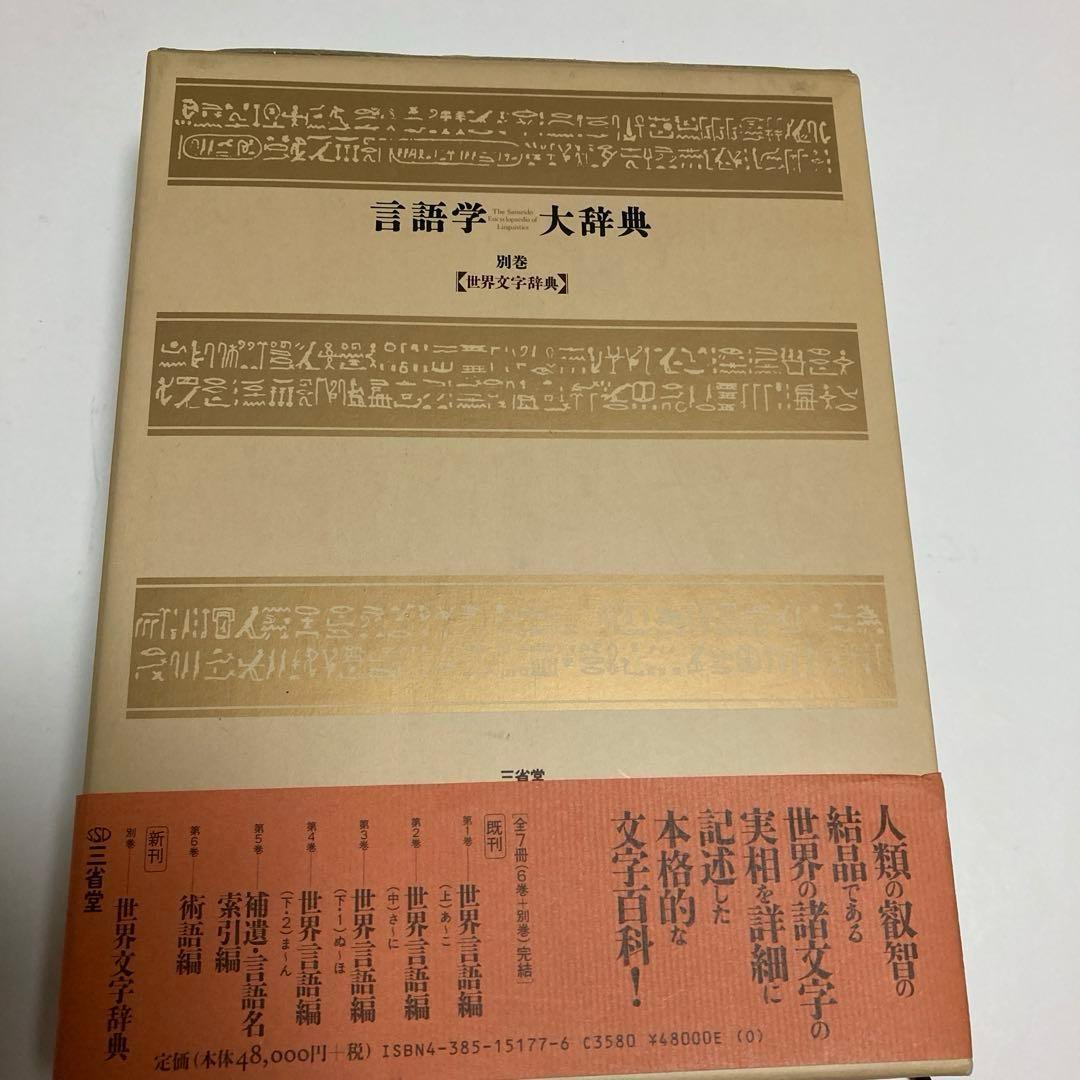 言語学 The Sanseido 大辞典
Encyclopaedia of
Linguistics
別巻
【世界文字辞典】
三省堂
人類の叡智の
結晶である
世界の諸文字の
実相を詳細に
記述した
本格的な
文字百科！
[全7冊(6巻+別巻)完結]
既刊
第1巻 世界言語編
(上)あ〜こ
第2巻 世界言語編
(中)さ〜に
第3巻 世界言語編
(下・1)ぬ〜ほ
第4巻 世界言語編
(下・2)ま〜ん
第5巻 補遺・言語名
索引編
第6巻 術語編
新刊
別巻 世界文字辞典
SSD 三省堂
定価(本体48,000円+税) ISBN4-385-15177-6 C3580 ¥48000E (0)